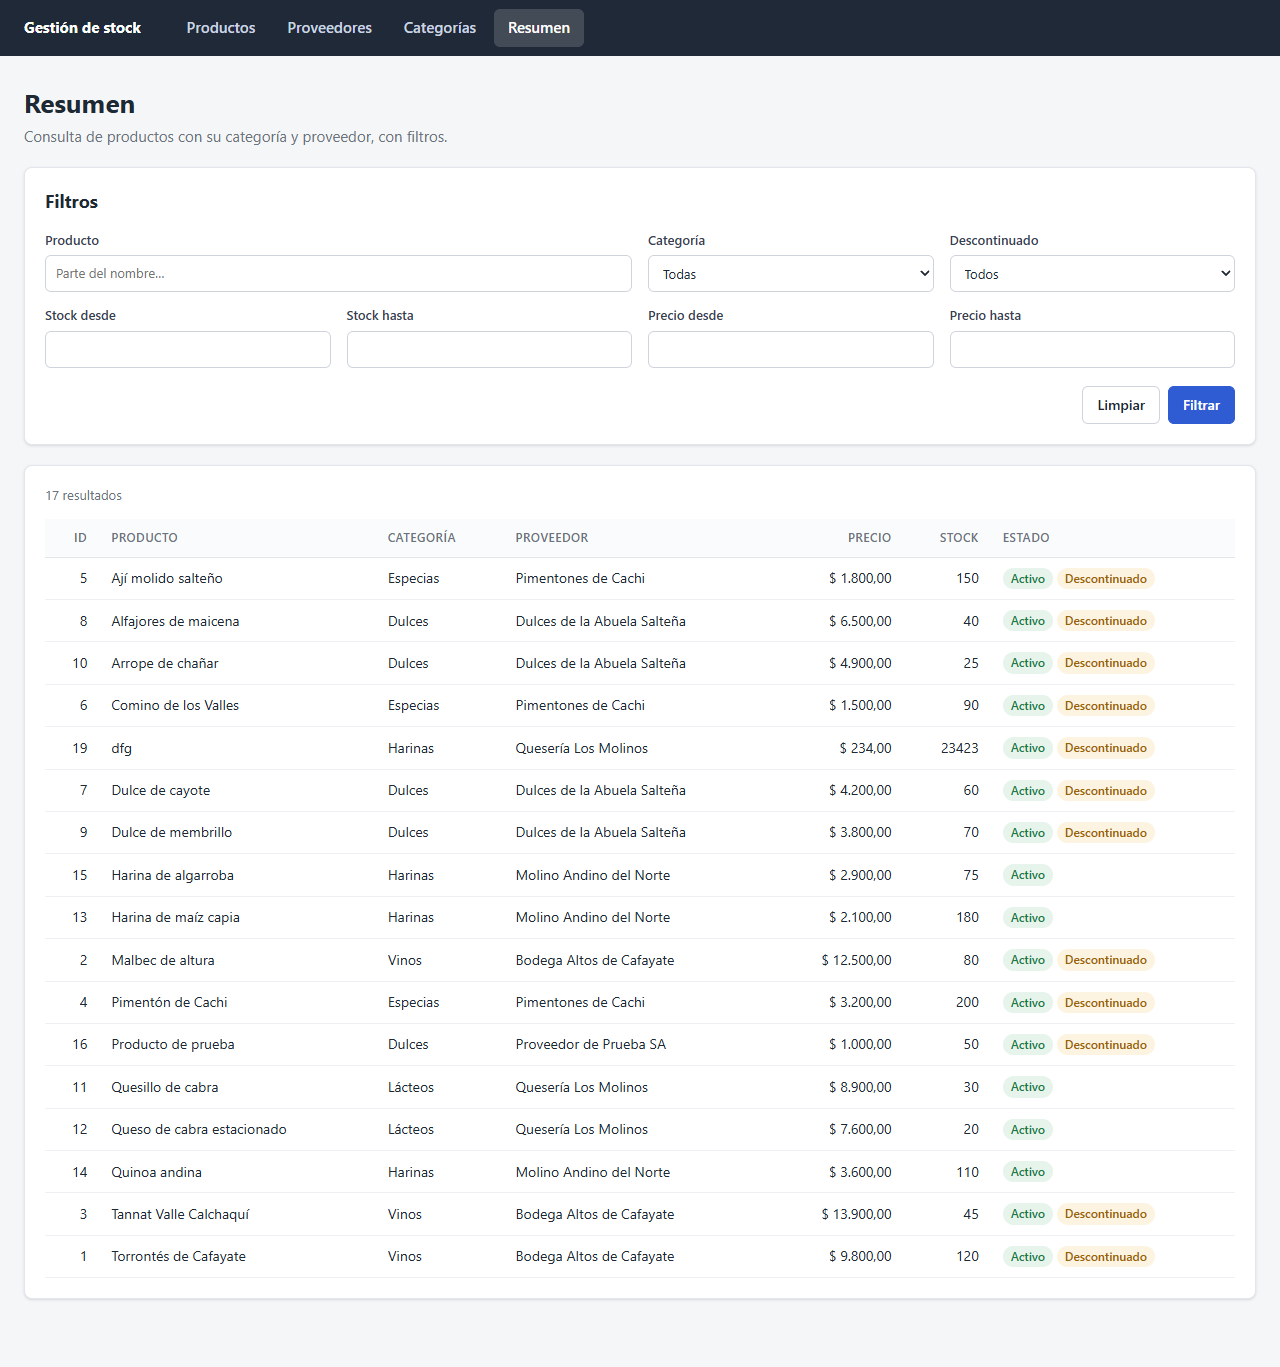 Gestión de stock Productos Proveedores Categorías Resumen
Resumen
Consulta de productos con su categoría y proveedor, con filtros.
Filtros
Producto Categoría Descontinuado
Parte del nombre... Todas Todos
Stock desde Stock hasta Precio desde Precio hasta
Limpiar Filtrar
17 resultados
ID PRODUCTO CATEGORÍA PROVEEDOR PRECIO STOCK ESTADO
5 Ají molido salteño Especias Pimentones de Cachi $ 1.800,00 150 Activo Descontinuado
8 Alfajores de maicena Dulces Dulces de la Abuela Salteña $ 6.500,00 40 Activo Descontinuado
10 Arrope de chañar Dulces Dulces de la Abuela Salteña $ 4.900,00 25 Activo Descontinuado
6 Comino de los Valles Especias Pimentones de Cachi $ 1.500,00 90 Activo Descontinuado
19 dfg Harinas Quesería Los Molinos $ 234,00 23423 Activo Descontinuado
7 Dulce de cayote Dulces Dulces de la Abuela Salteña $ 4.200,00 60 Activo Descontinuado
9 Dulce de membrillo Dulces Dulces de la Abuela Salteña $ 3.800,00 70 Activo Descontinuado
15 Harina de algarroba Harinas Molino Andino del Norte $ 2.900,00 75 Activo
13 Harina de maíz capia Harinas Molino Andino del Norte $ 2.100,00 180 Activo
2 Malbec de altura Vinos Bodega Altos de Cafayate $ 12.500,00 80 Activo Descontinuado
4 Pimentón de Cachi Especias Pimentones de Cachi $ 3.200,00 200 Activo Descontinuado
16 Producto de prueba Dulces Proveedor de Prueba SA $ 1.000,00 50 Activo Descontinuado
11 Quesillo de cabra Lácteos Quesería Los Molinos $ 8.900,00 30 Activo
12 Queso de cabra estacionado Lácteos Quesería Los Molinos $ 7.600,00 20 Activo
14 Quinoa andina Harinas Molino Andino del Norte $ 3.600,00 110 Activo
3 Tannat Valle Calchaquí Vinos Bodega Altos de Cafayate $ 13.900,00 45 Activo Descontinuado
1 Torrontés de Cafayate Vinos Bodega Altos de Cafayate $ 9.800,00 120 Activo Descontinuado